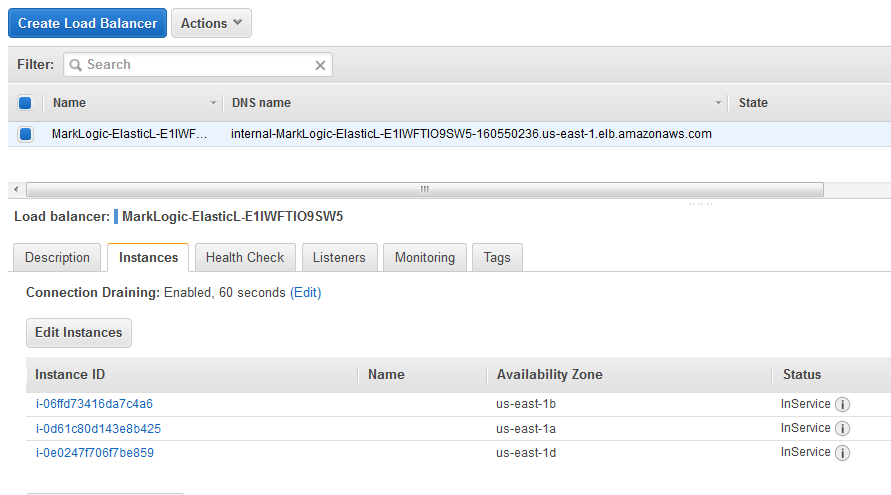 Create Load Balancer Actions
Filter: Search
Name DNS name State
MarkLogic-ElasticL-E1IWF... internal-MarkLogic-ElasticL-E1IWFTIO9SW5-160550236.us-east-1.elb.amazonaws.com
Load balancer: MarkLogic-ElasticL-E1IWFTIO9SW5
Description Instances Health Check Listeners Monitoring Tags
Connection Draining: Enabled, 60 seconds (Edit)
Edit Instances
Instance ID Name Availability Zone Status
i-06ffd73416da7c4a6 us-east-1b InService
i-0d61c80d143e8b425 us-east-1a InService
i-0e0247f706f7be859 us-east-1d InService